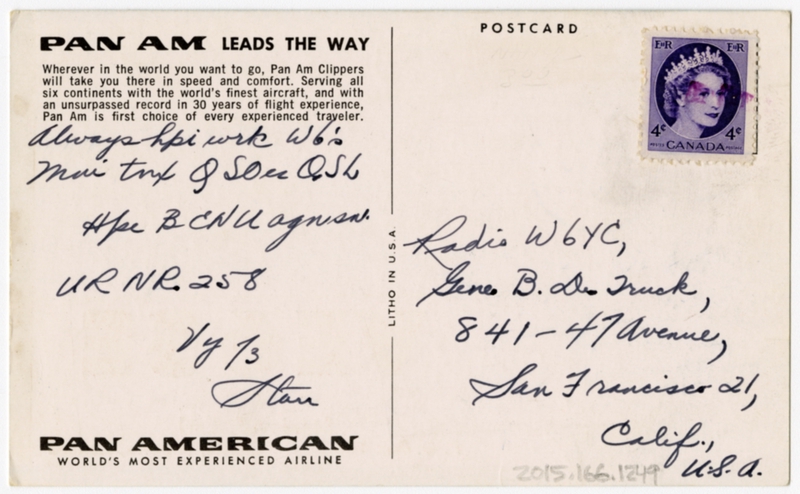 PAN AM LEADS THE WAY
Wherever in the world you want to go, Pan Am Clippers
will take you there in speed and comfort. Serving all
six continents with the world's finest aircraft, and with
an unsurpassed record in 30 years of flight experience,
Pan Am is first choice of every experienced traveler.
Always hpi wrk W6's
Mni tnx Q SDes QSL
Hpe B CNU agn sn.
UR NR. 258
Vy 73
Stan
PAN AMERICAN
WORLD'S MOST EXPERIENCED AIRLINE
LITHO IN U.S.A.
POSTCARD
E R E R
4¢ 4¢
POSTES CANADA POSTAGE
Radio W6YC,
Gene B. De Truck,
841-47 Avenue,
San Francisco 21,
Calif.,
U.S.A.
2015.166.1249